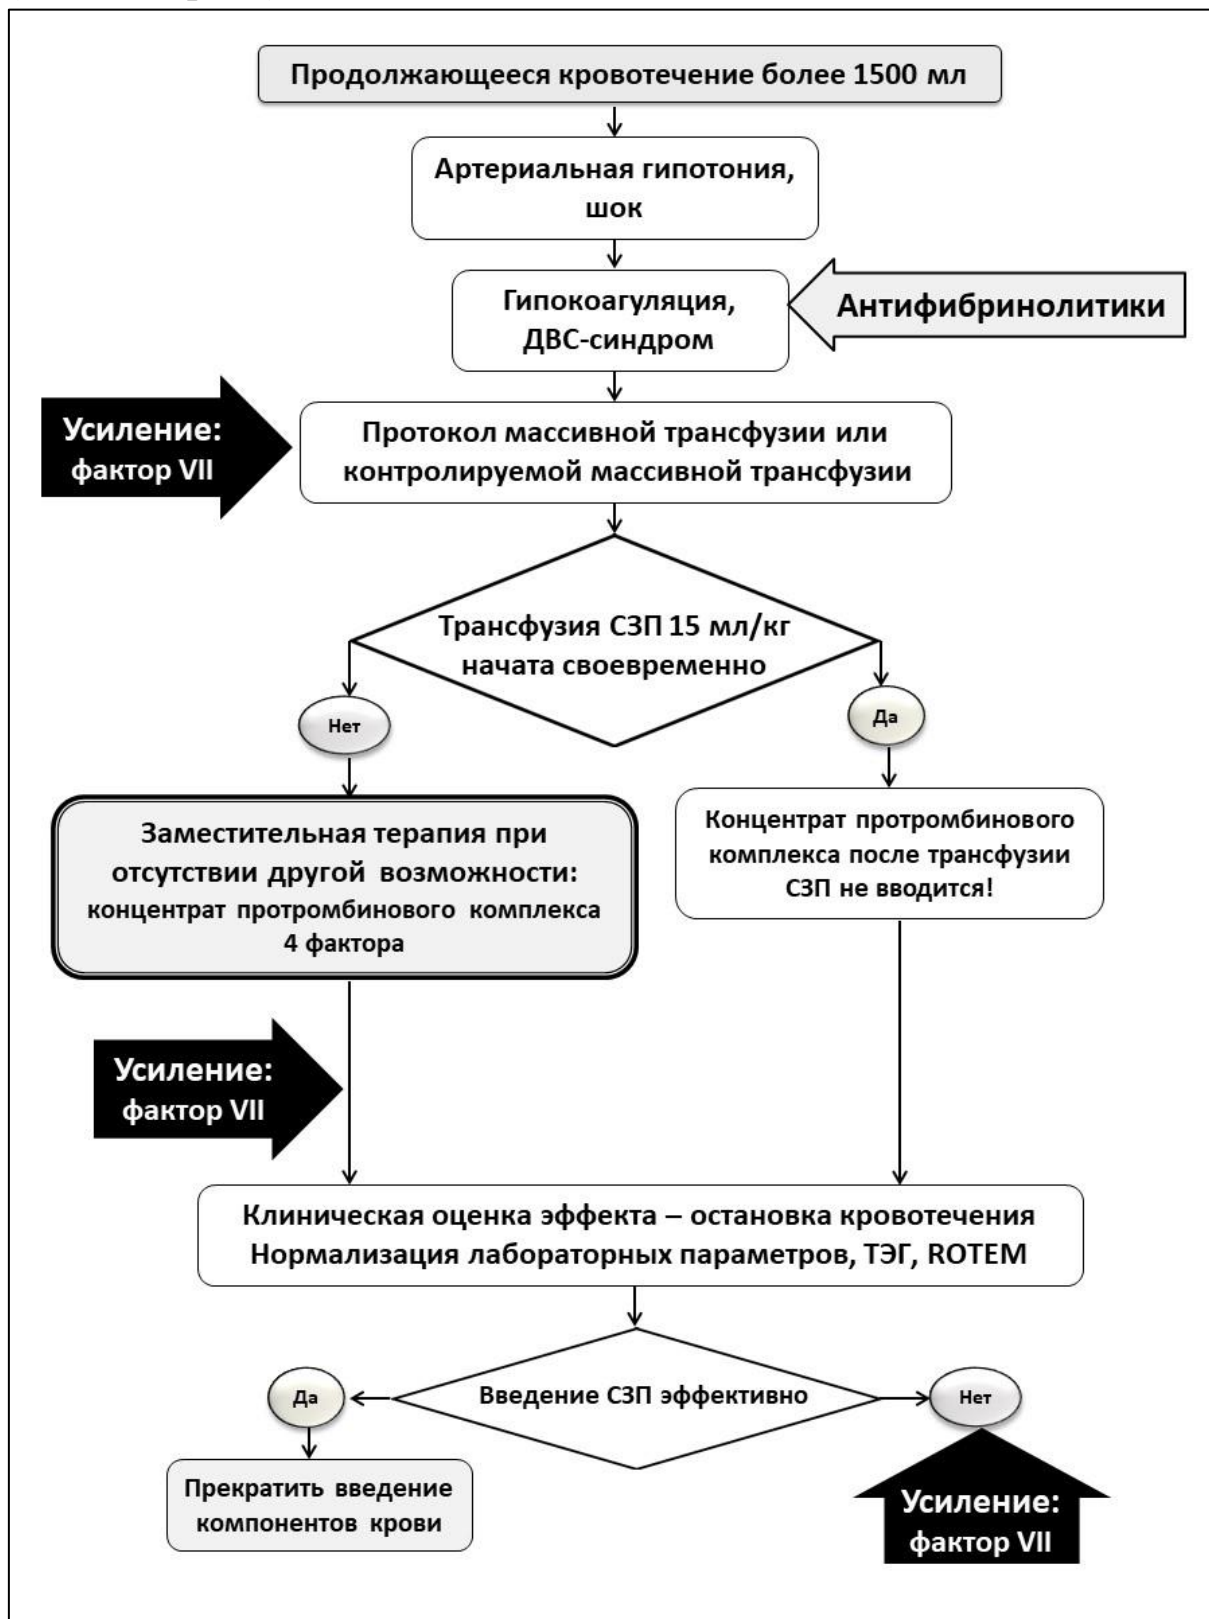 Продолжающееся кровотечение более 1500 мл
Артериальная гипотония,
шок
Гипокоагуляция,
ДВС-синдром
Антифибринолитики
Усиление:
фактор VII
Протокол массивной трансфузии или
контролируемой массивной трансфузии
Трансфузия СЗП 15 мл/кг
начата своевременно
Нет
Да
Заместительная терапия при
отсутствии другой возможности:
концентрат протромбинового комплекса
4 фактора
Концентрат протромбинового
комплекса после трансфузии
СЗП не вводится!
Усиление:
фактор VII
Клиническая оценка эффекта – остановка кровотечения
Нормализация лабораторных параметров, ТЭГ, ROTEM
Да
Введение СЗП эффективно
Нет
Прекратить введение
компонентов крови
Усиление:
фактор VII